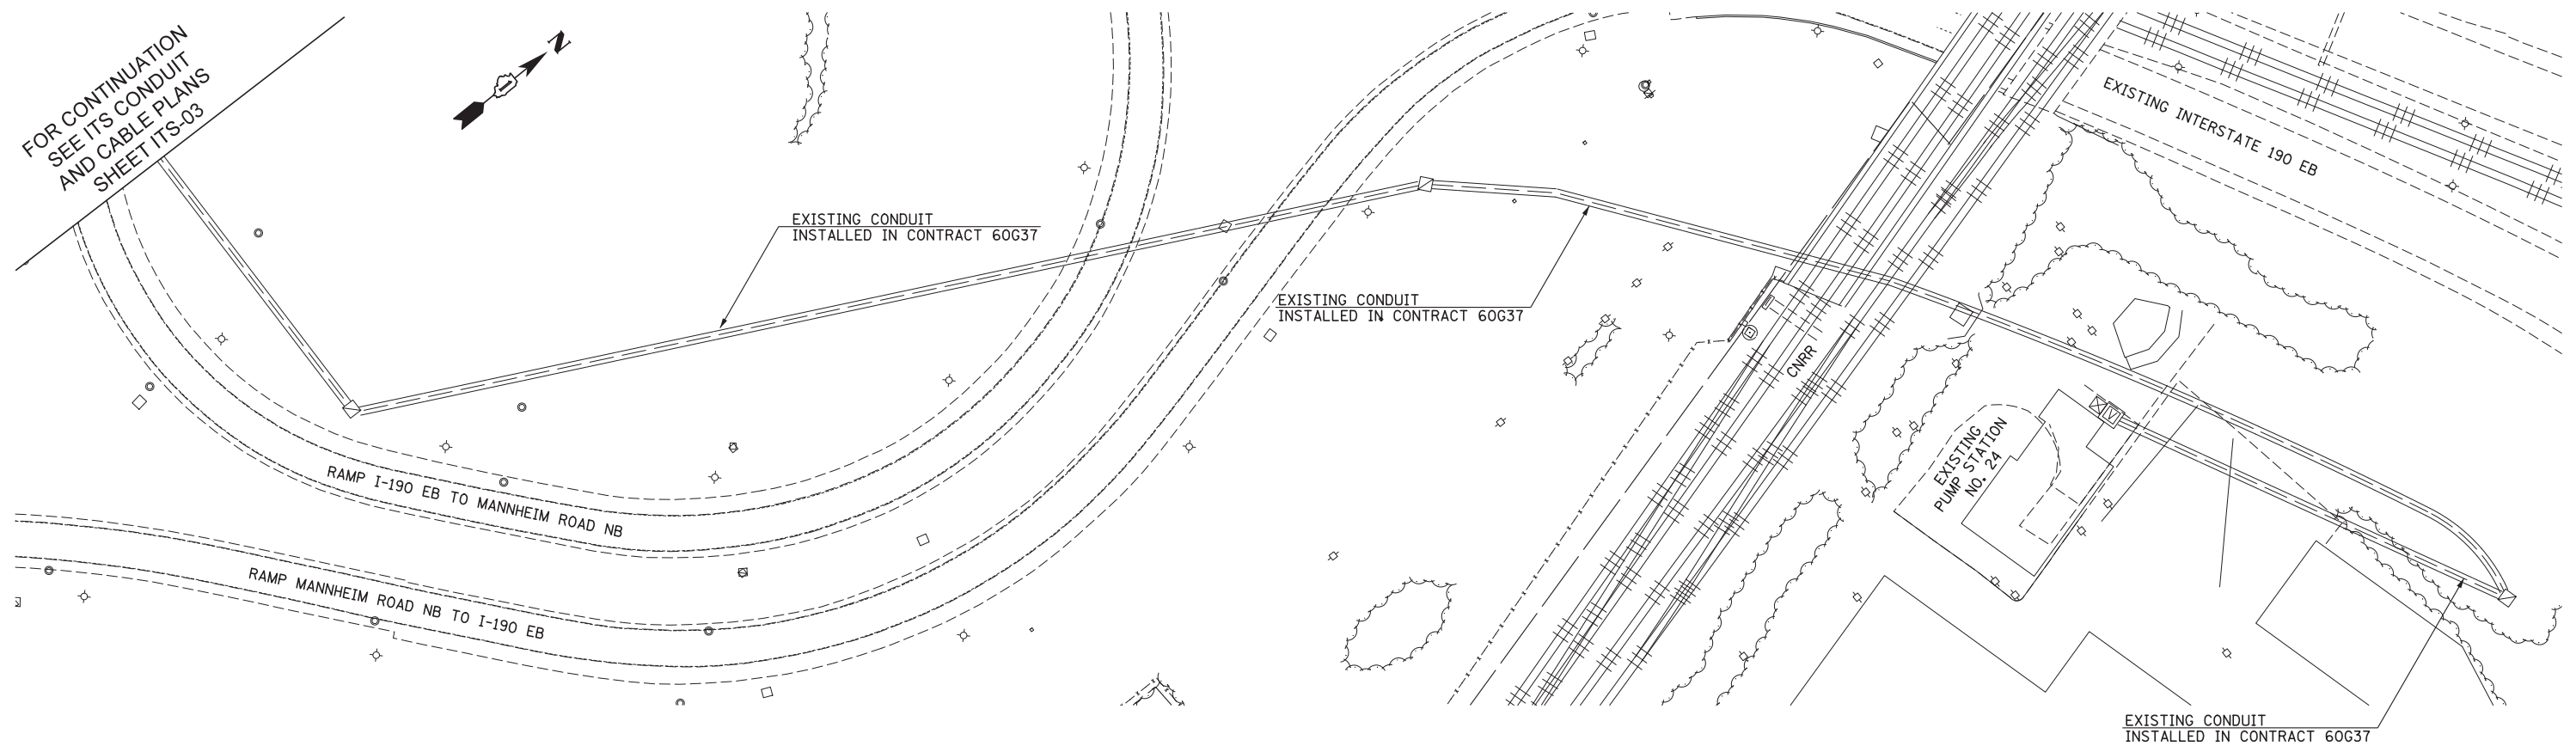 FOR CONTINUATION
SEE ITS CONDUIT
AND CABLE PLANS
SHEET ITS-03
N
EXISTING CONDUIT
INSTALLED IN CONTRACT 60G37
EXISTING CONDUIT
INSTALLED IN CONTRACT 60G37
EXISTING INTERSTATE 190 EB
CNRR
EXISTING
PUMP STATION
NO. 24
RAMP I-190 EB TO MANNHEIM ROAD NB
RAMP MANNHEIM ROAD NB TO I-190 EB
EXISTING CONDUIT
INSTALLED IN CONTRACT 60G37